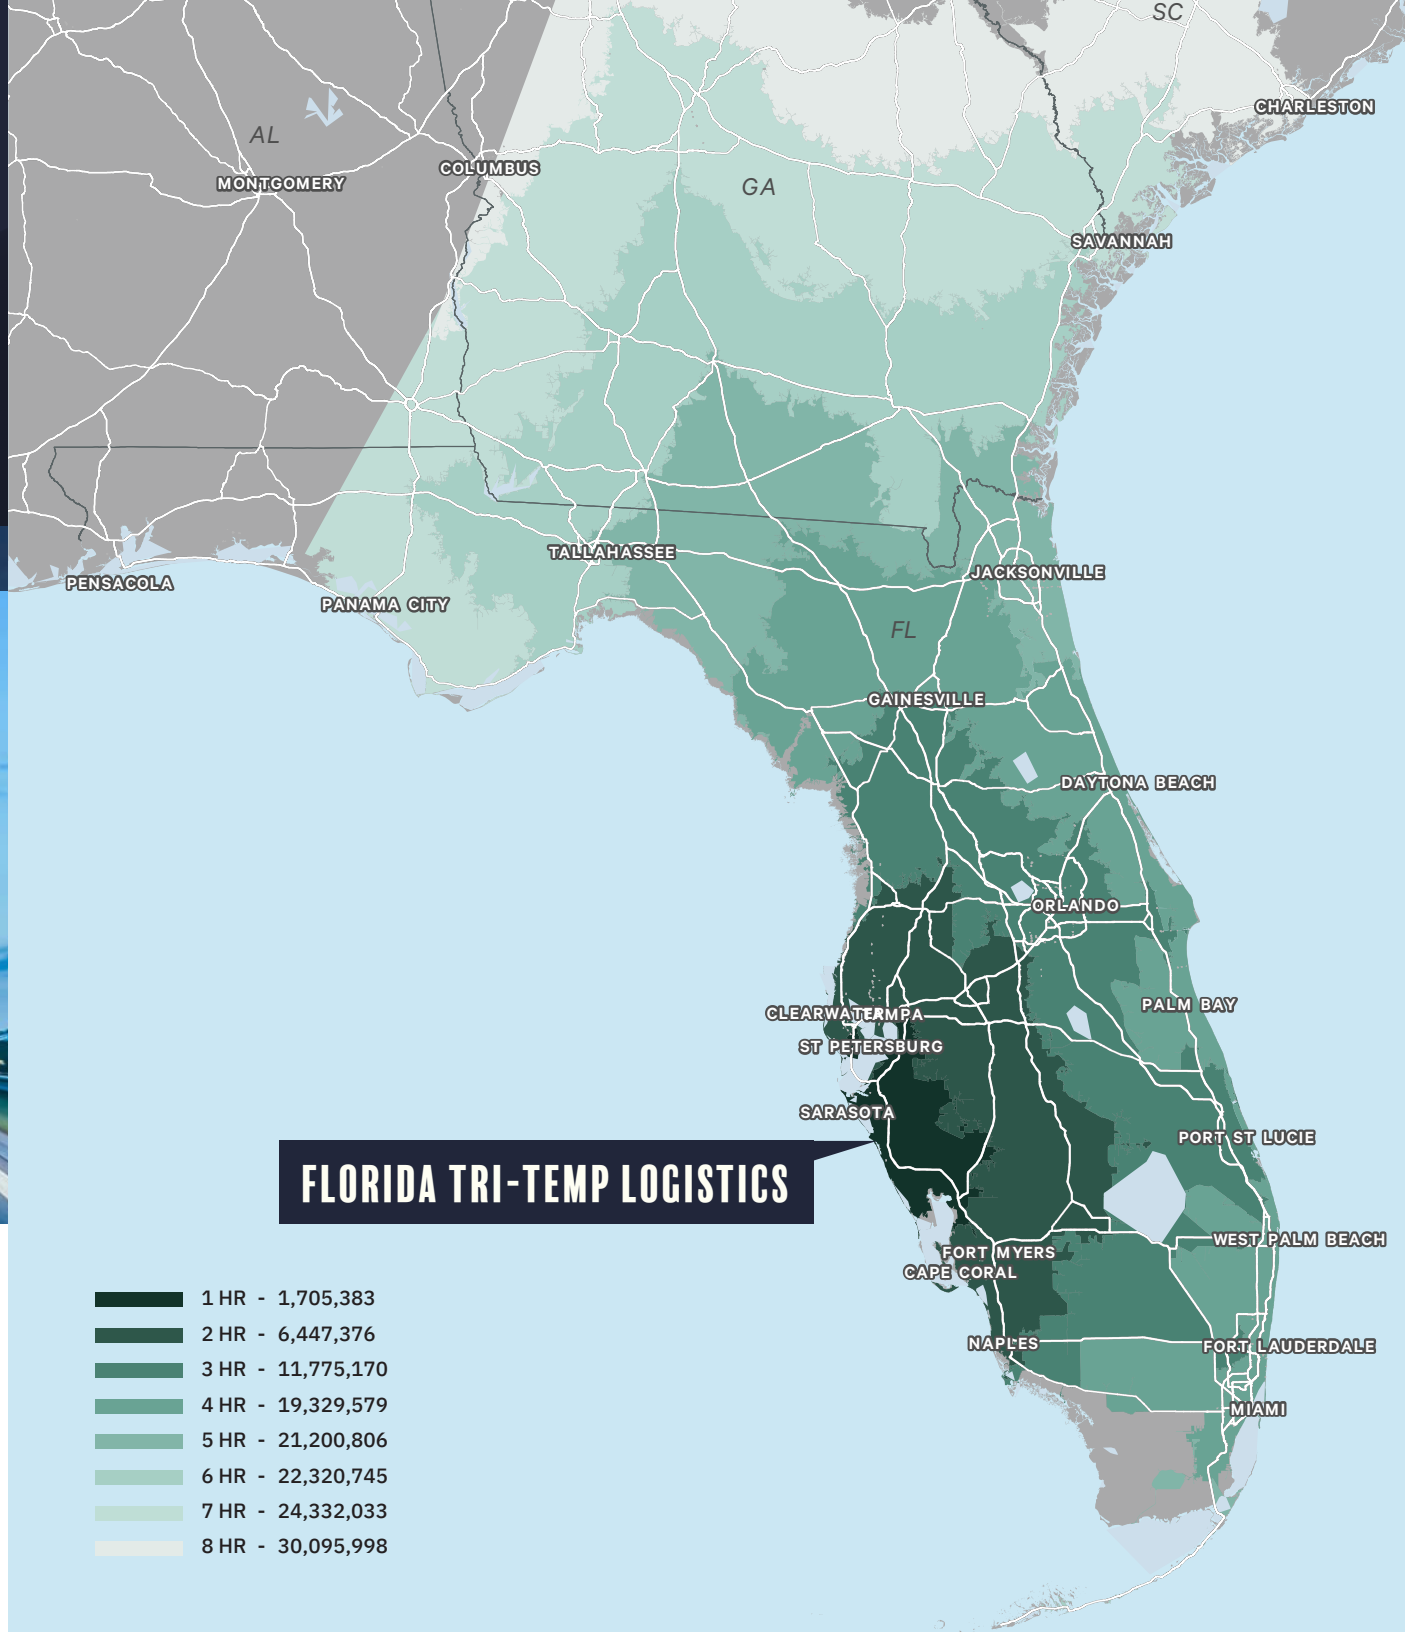 SC
CHARLESTON
AL
COLUMBUS
MONTGOMERY
GA
SAVANNAH
TALLAHASSEE
JACKSONVILLE
PENSACOLA
PANAMA CITY
FL
GAINESVILLE
DAYTONA BEACH
ORLANDO
PALM BAY
CLEARWATER
TAMPA
ST PETERSBURG
SARASOTA
PORT ST LUCIE
FLORIDA TRI-TEMP LOGISTICS
WEST PALM BEACH
FORT MYERS
CAPE CORAL
NAPLES
FORT LAUDERDALE
MIAMI
1 HR - 1,705,383
2 HR - 6,447,376
3 HR - 11,775,170
4 HR - 19,329,579
5 HR - 21,200,806
6 HR - 22,320,745
7 HR - 24,332,033
8 HR - 30,095,998